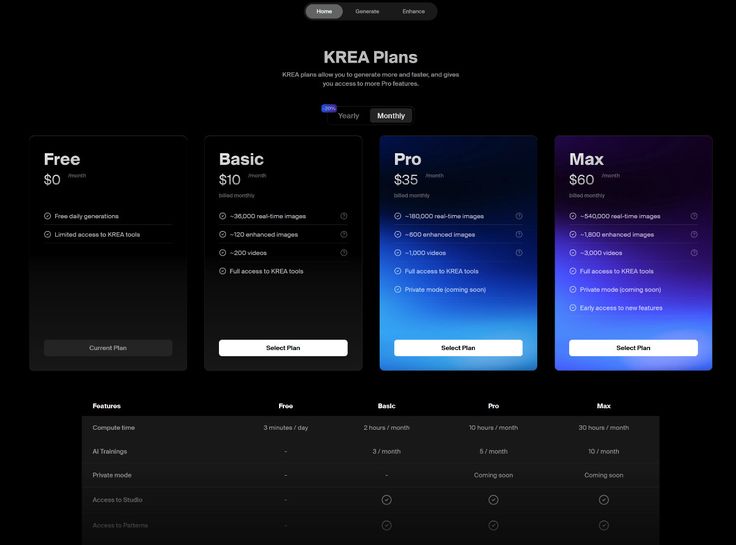 Home Generate Enhance
KREA Plans
KREA plans allow you to generate more and faster, and gives
you access to more Pro features.
-20%
Yearly Monthly
Free
$0 /month
Free daily generations
Limited access to KREA tools
Current Plan
Basic
$10 /month
billed monthly
~36,000 real-time images
~120 enhanced images
~200 videos
Full access to KREA tools
Select Plan
Pro
$35 /month
billed monthly
~180,000 real-time images
~600 enhanced images
~1,000 videos
Full access to KREA tools
Private mode (coming soon)
Select Plan
Max
$60 /month
billed monthly
~540,000 real-time images
~1,800 enhanced images
~3,000 videos
Full access to KREA tools
Private mode (coming soon)
Early access to new features
Select Plan
Features Free Basic Pro Max
Compute time 3 minutes / day 2 hours / month 10 hours / month 30 hours / month
AI Trainings - 3 / month 5 / month 10 / month
Private mode - - Coming soon Coming soon
Access to Studio -
Access to Patterns -